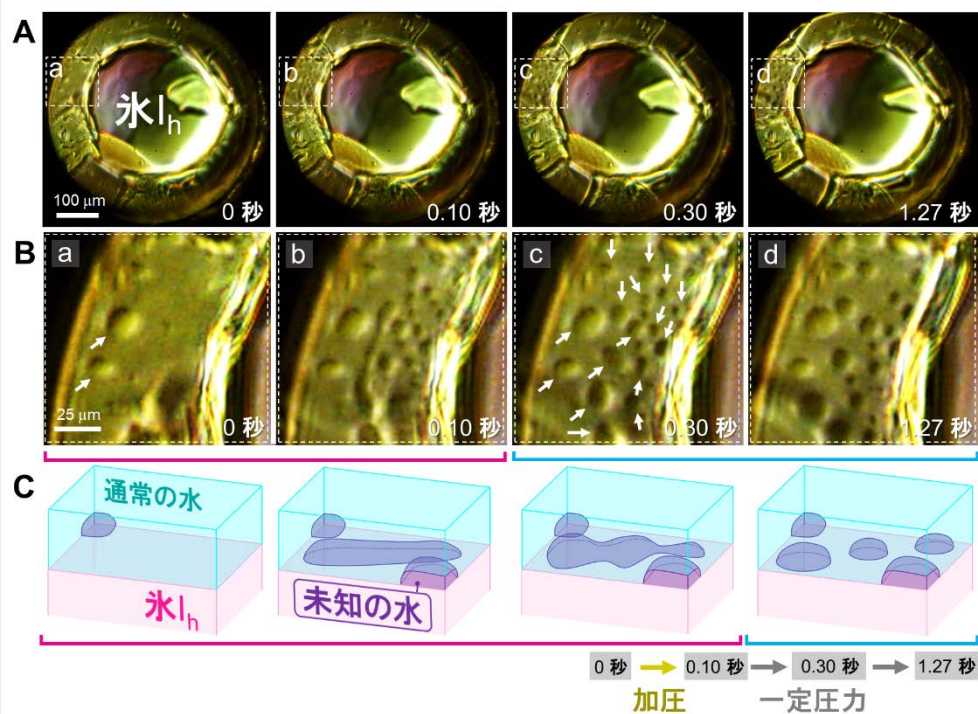 A
a
氷Ih
100 μm
0 秒
b
0.10 秒
c
0.30 秒
d
1.27 秒
B
a
25 μm
0 秒
b
0.10 秒
c
0.30 秒
d
1.27 秒
C
通常の水
氷Ih
未知の水
0 秒
0.10 秒
0.30 秒
1.27 秒
加圧
一定圧力